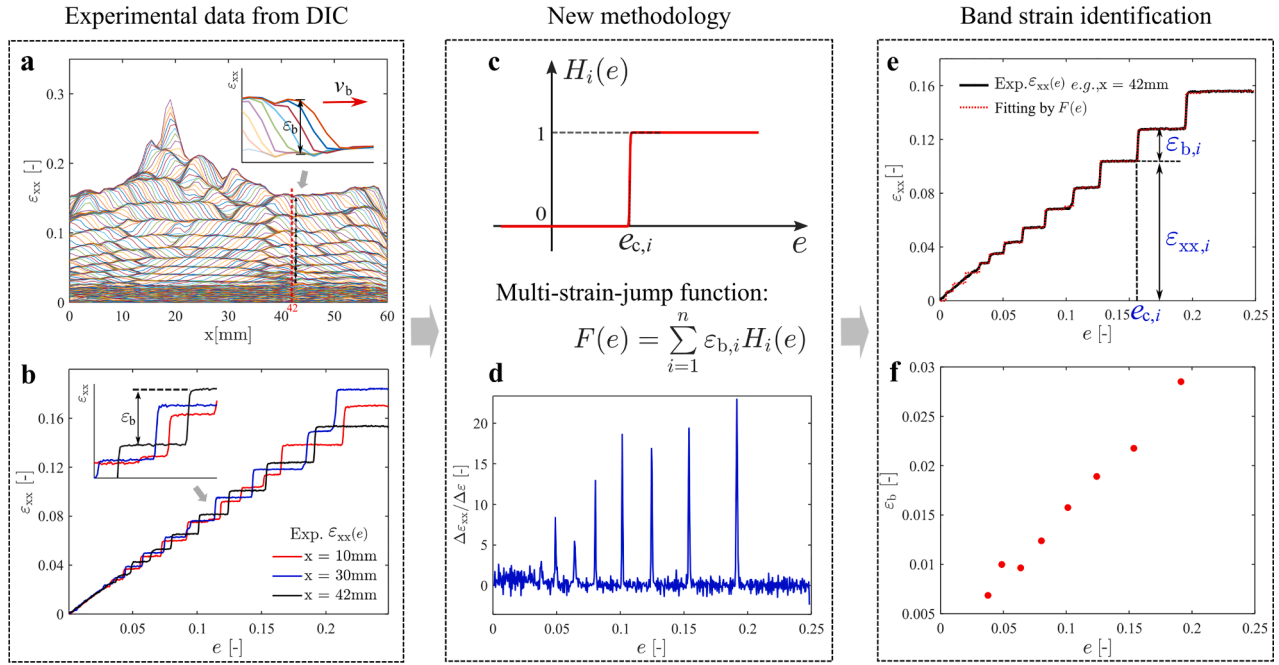 Experimental data from DIC
New methodology
Band strain identification
a
ε_xx [-]
0.3
0.2
0.1
0
0 10 20 30 40 50 60
42
x[mm]
ε_xx
v_b
ε_b
b
ε_xx [-]
0.16
0.12
0.08
0.04
0
0.05 0.1 0.15 0.2
e [-]
ε_xx
ε_b
Exp. ε_xx(e)
x = 10mm
x = 30mm
x = 42mm
c
H_i(e)
1
0
e_c,i
e
Multi-strain-jump function:
F(e) = ∑_{i=1}^{n} ε_b,i H_i(e)
d
Δε_xx/Δε [-]
20
15
10
5
0
0 0.05 0.1 0.15 0.2 0.25
e [-]
e
ε_xx [-]
0.16
0.12
0.08
0.04
0
Exp. ε_xx(e) e.g.,x = 42mm
Fitting by F(e)
ε_b,i
ε_xx,i
0 0.05 0.1 0.15 0.2 0.25
e_c,i
e [-]
f
ε_b [-]
0.03
0.025
0.02
0.015
0.01
0.005
0 0.05 0.1 0.15 0.2 0.25
e [-]